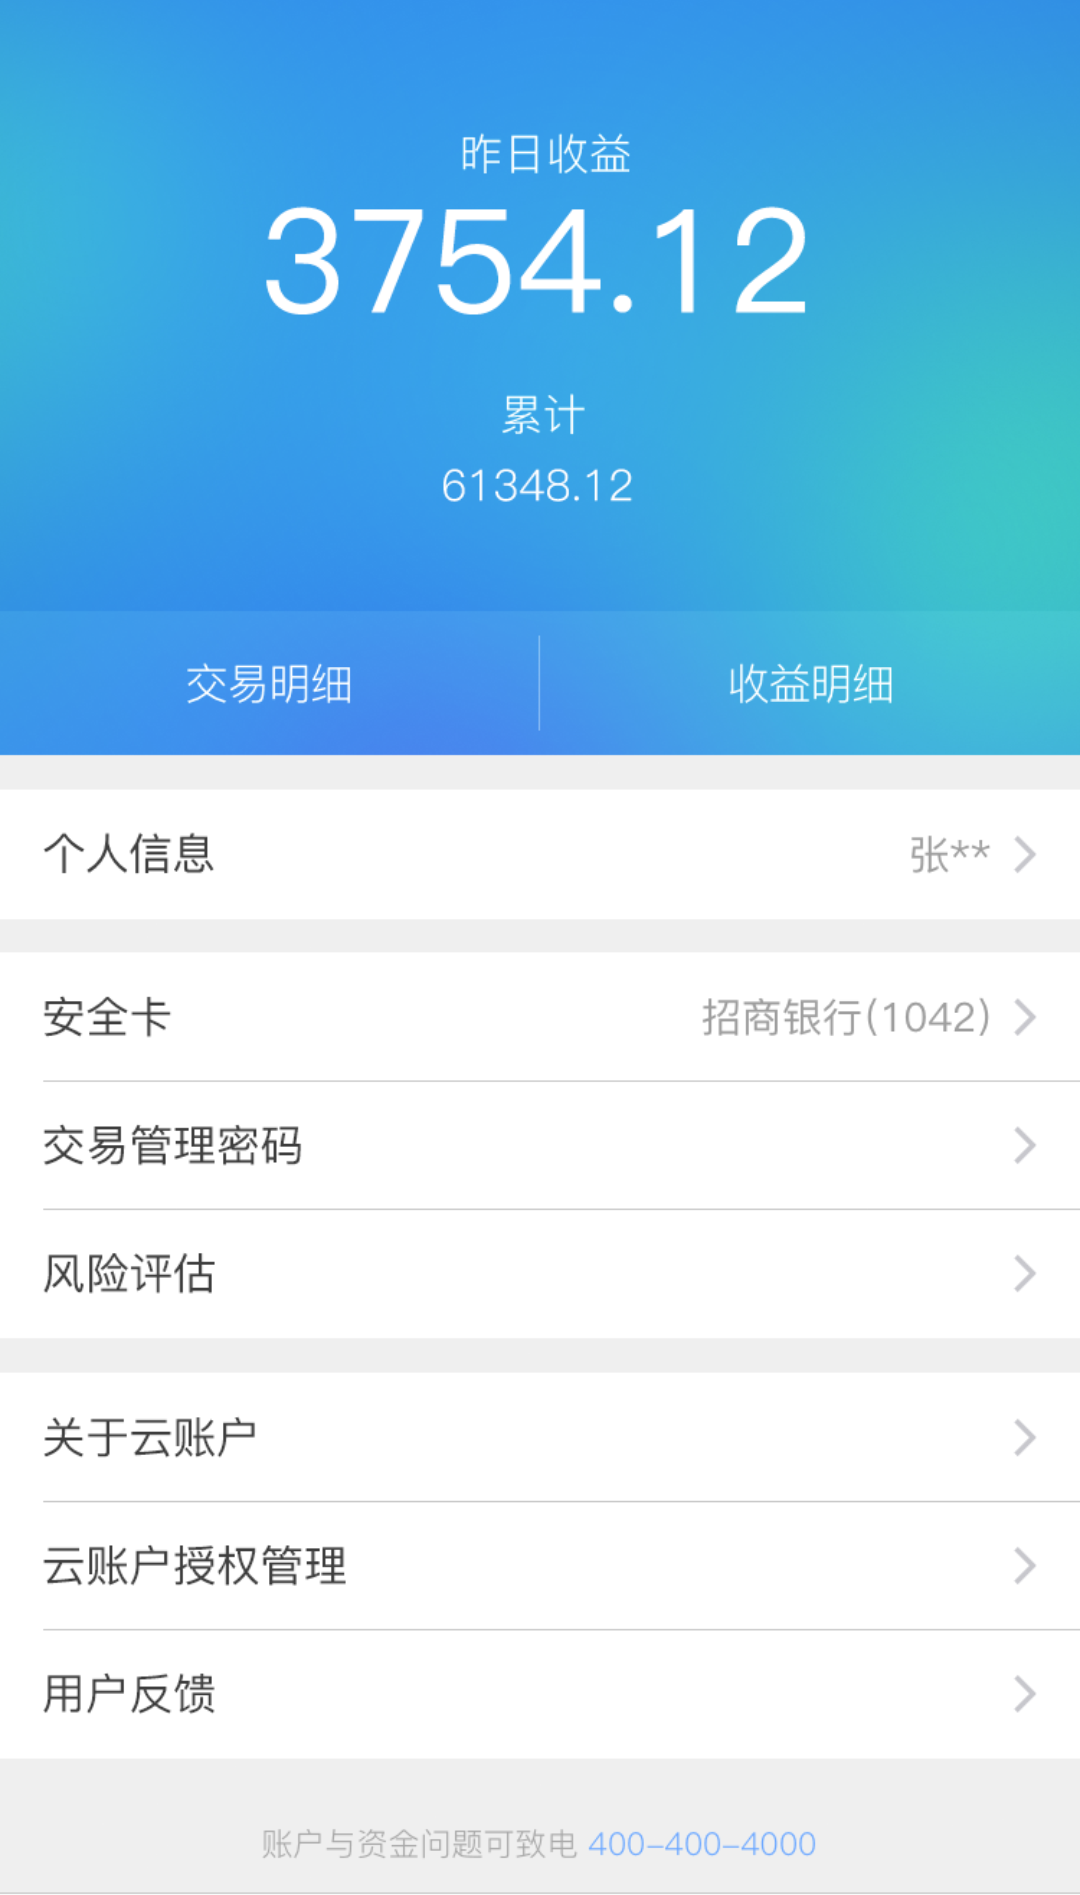 昨日收益
3754.12
累计
61348.12
交易明细 收益明细
个人信息 张**
安全卡 招商银行(1042)
交易管理密码
风险评估
关于云账户
云账户授权管理
用户反馈
账户与资金问题可致电 400-400-4000